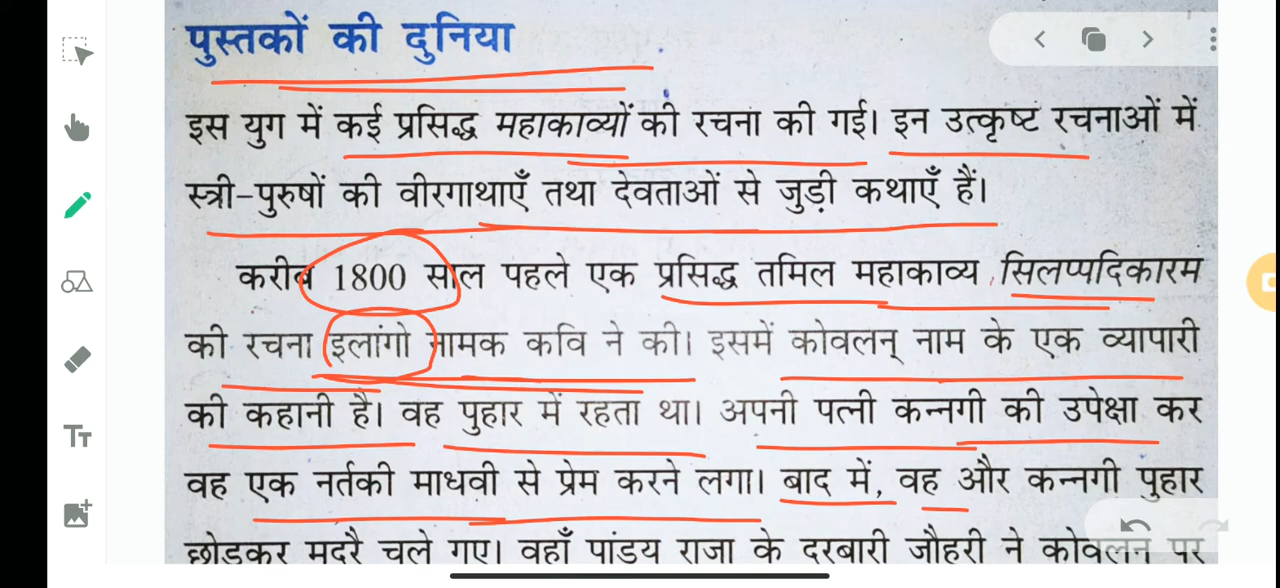 पुस्तकों की दुनिया
इस युग में कई प्रसिद्ध महाकाव्यों की रचना की गई। इन उत्कृष्ट रचनाओं में
स्त्री-पुरुषों की वीरगाथाएँ तथा देवताओं से जुड़ी कथाएँ हैं।
करीब 1800 साल पहले एक प्रसिद्ध तमिल महाकाव्य सिलप्पदिकारम
की रचना इलांगो नामक कवि ने की। इसमें कोवलन् नाम के एक व्यापारी
की कहानी है। वह पुहार में रहता था। अपनी पत्नी कन्नगी की उपेक्षा कर
वह एक नर्तकी माधवी से प्रेम करने लगा। बाद में, वह और कन्नगी पुहार
छोड़कर मदुरै चले गए। वहाँ पांड्य राजा के दरबारी जौहरी ने कोवलन पर
TT